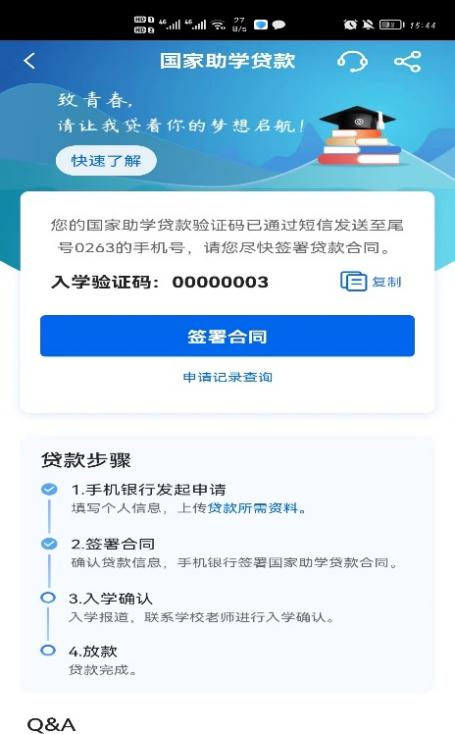 HD 1 4G 4G 27 B/s 15:44
HD 2
国家助学贷款
致青春，
请让我贷着你的梦想启航！
快速了解
您的国家助学贷款验证码已通过短信发送至尾
号0263的手机号，请您尽快签署贷款合同。
入学验证码：00000003 复制
签署合同
申请记录查询
贷款步骤
1.手机银行发起申请
填写个人信息，上传贷款所需资料。
2.签署合同
确认贷款信息，手机银行签署国家助学贷款合同。
3.入学确认
入学报道，联系学校老师进行入学确认。
4.放款
贷款完成。
Q&A